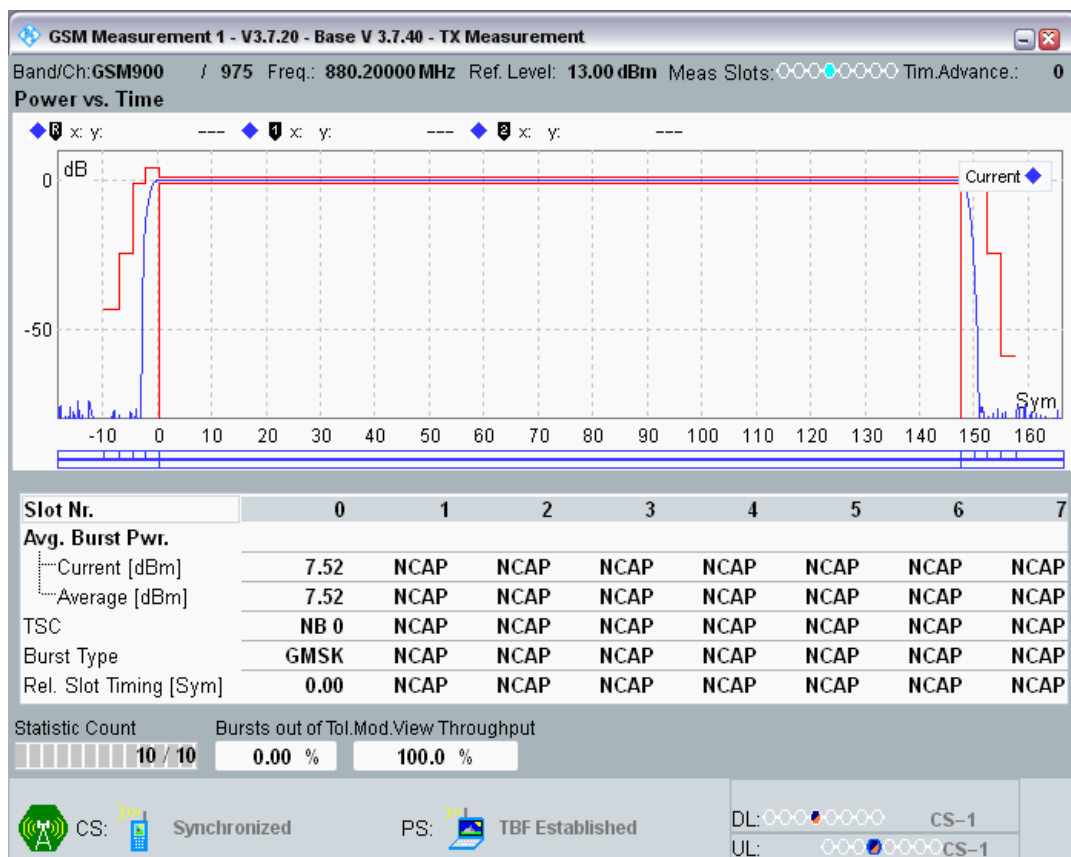 GSM Measurement 1 - V3.7.20 - Base V 3.7.40 - TX Measurement
Band/Ch:GSM900 / 975 Freq.: 880.20000 MHz Ref. Level: 13.00 dBm Meas Slots: Tim.Advance.: 0
Power vs. Time
R x: y: --- 1 x: y: --- 2 x: y: ---
dB
Current
0
-50
Sym
-10 0 10 20 30 40 50 60 70 80 90 100 110 120 130 140 150 160
Slot Nr. 0 1 2 3 4 5 6 7
Avg. Burst Pwr.
Current [dBm] 7.52 NCAP NCAP NCAP NCAP NCAP NCAP NCAP
Average [dBm] 7.52 NCAP NCAP NCAP NCAP NCAP NCAP NCAP
TSC NB 0 NCAP NCAP NCAP NCAP NCAP NCAP NCAP
Burst Type GMSK NCAP NCAP NCAP NCAP NCAP NCAP NCAP
Rel. Slot Timing [Sym] 0.00 NCAP NCAP NCAP NCAP NCAP NCAP NCAP
Statistic Count Bursts out of Tol. Mod.View Throughput
10 / 10 0.00 % 100.0 %
CS: Synchronized PS: TBF Established
DL: CS-1
UL: CS-1